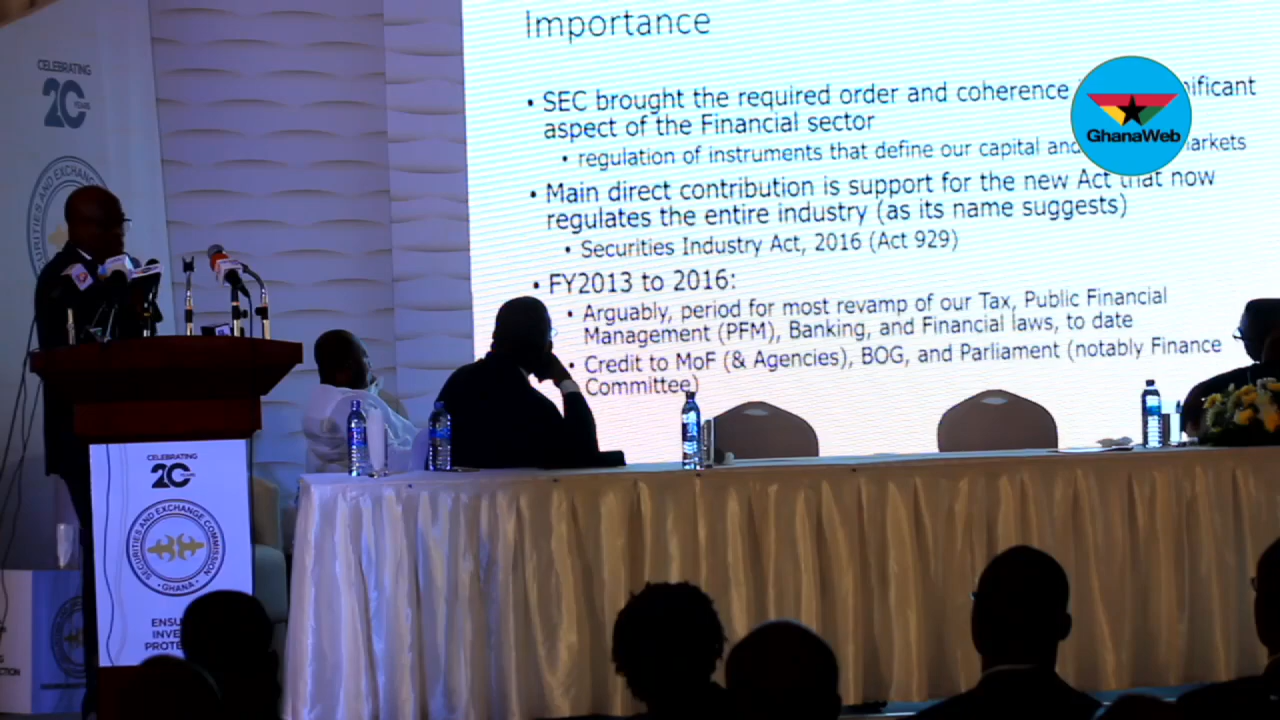 Importance
• SEC brought the required order and coherence
aspect of the Financial sector
• regulation of instruments that define our capital and
• Main direct contribution is support for the new Act that now
regulates the entire industry (as its name suggests)
• Securities Industry Act, 2016 (Act 929)
• FY2013 to 2016:
• Arguably, period for most revamp of our Tax, Public Financial
Management (PFM), Banking, and Financial laws, to date
• Credit to MoF (& Agencies), BOG, and Parliament (notably Finance
Committee)
GhanaWeb
CELEBRATING
20
YEARS
CELEBRATING
20
YEARS
SECURITIES AND EXCHANGE COMMISSION
• GHANA •